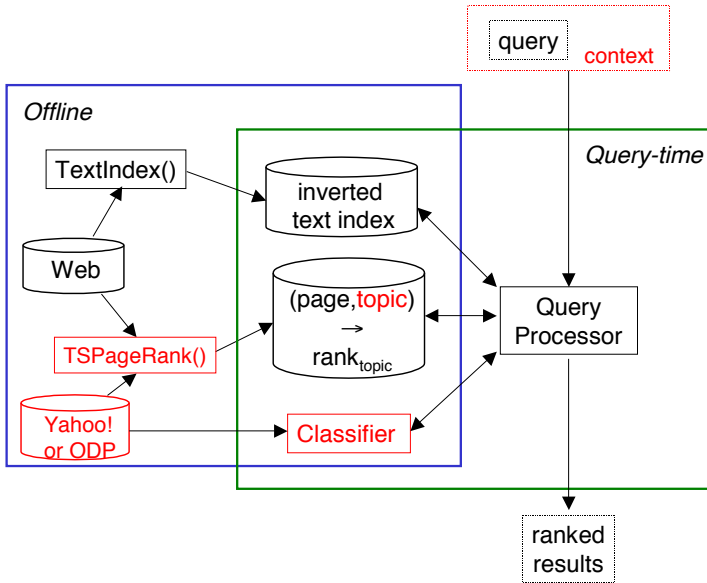 query
context
Offline
Query-time
TextIndex()
inverted
text index
Web
(page,topic)
→
rank_topic
Query
Processor
TSPageRank()
Yahoo!
or ODP
Classifier
ranked
results